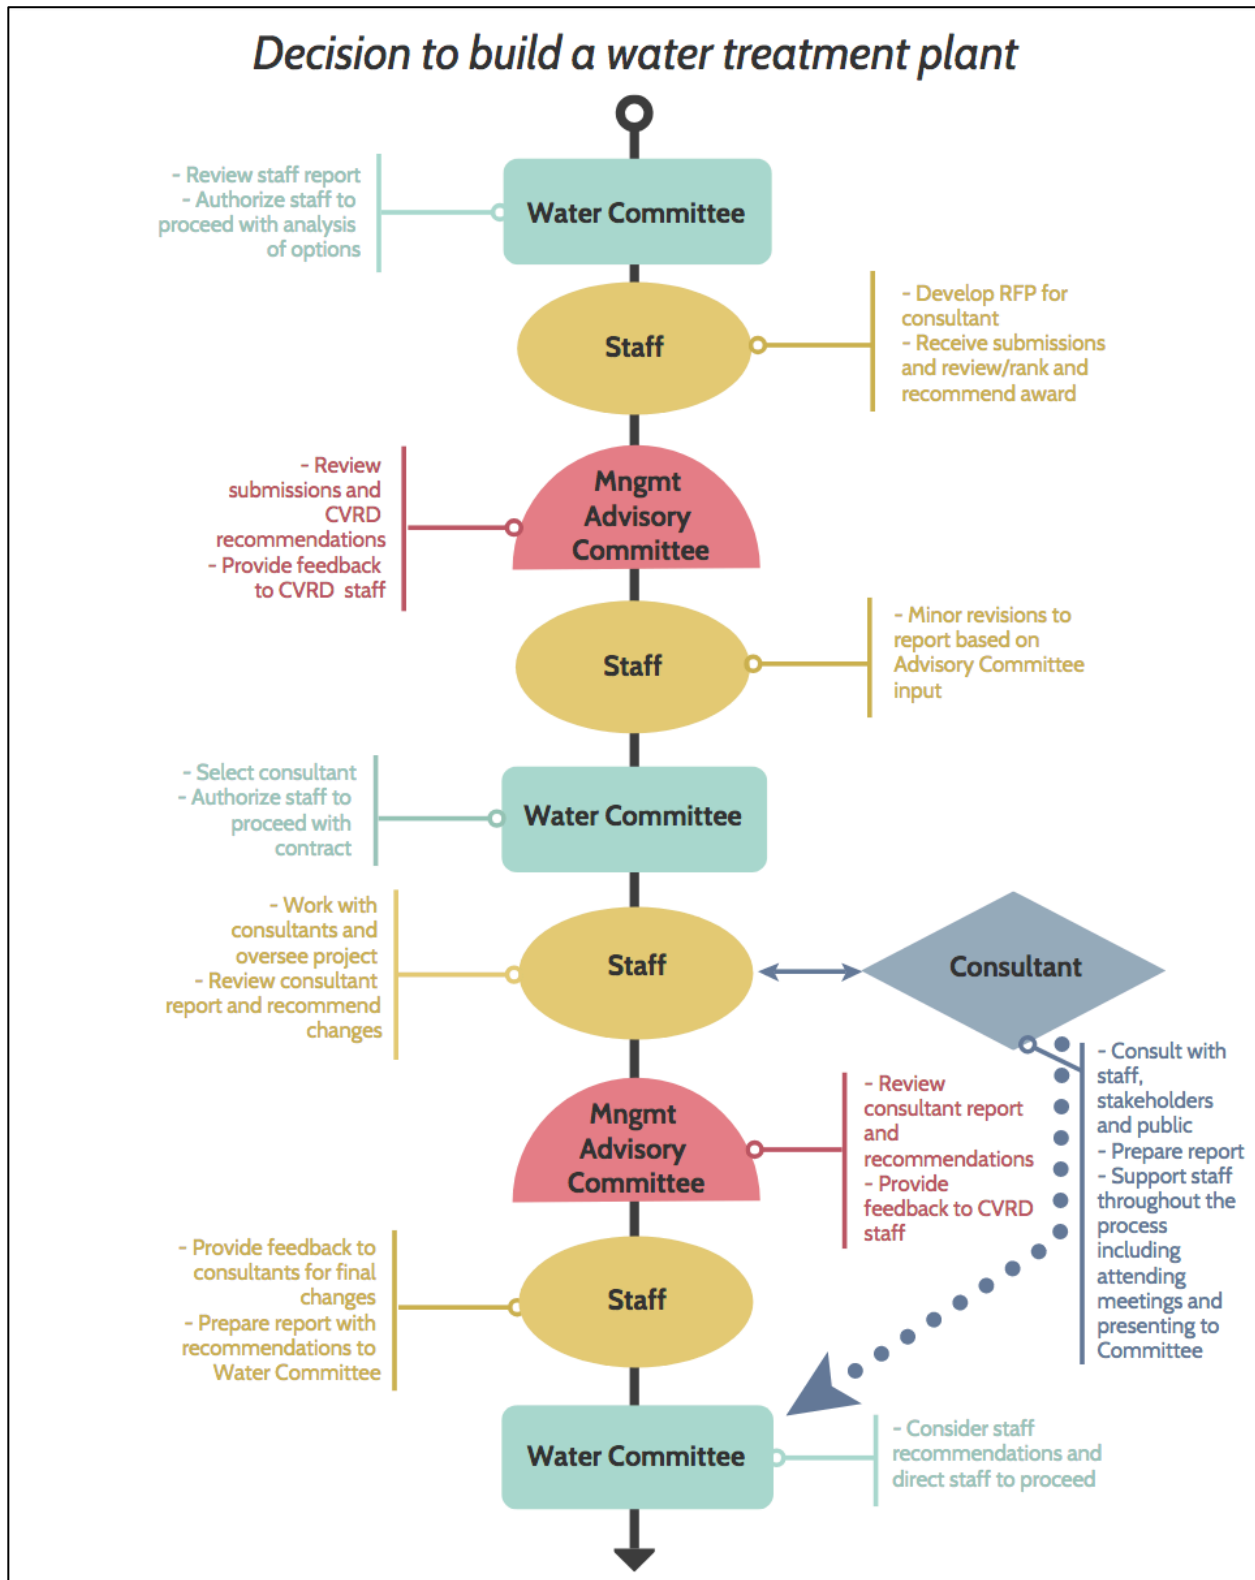 Decision to build a water treatment plant
- Review staff report
- Authorize staff to
proceed with analysis
of options
Water Committee
Staff
- Develop RFP for
consultant
- Receive submissions
and review/rank and
recommend award
- Review
submissions and
CVRD
recommendations
- Provide feedback
to CVRD staff
Mngmt
Advisory
Committee
Staff
- Minor revisions to
report based on
Advisory Committee
input
- Select consultant
- Authorize staff to
proceed with
contract
Water Committee
- Work with
consultants and
oversee project
- Review consultant
report and recommend
changes
Staff
Consultant
- Consult with
staff,
stakeholders
and public
- Prepare report
- Support staff
throughout the
process
including
attending
meetings and
presenting to
Committee
Mngmt
Advisory
Committee
- Review
consultant report
and
recommendations
- Provide
feedback to CVRD
staff
- Provide feedback to
consultants for final
changes
- Prepare report with
recommendations to
Water Committee
Staff
Water Committee
- Consider staff
recommendations and
direct staff to proceed